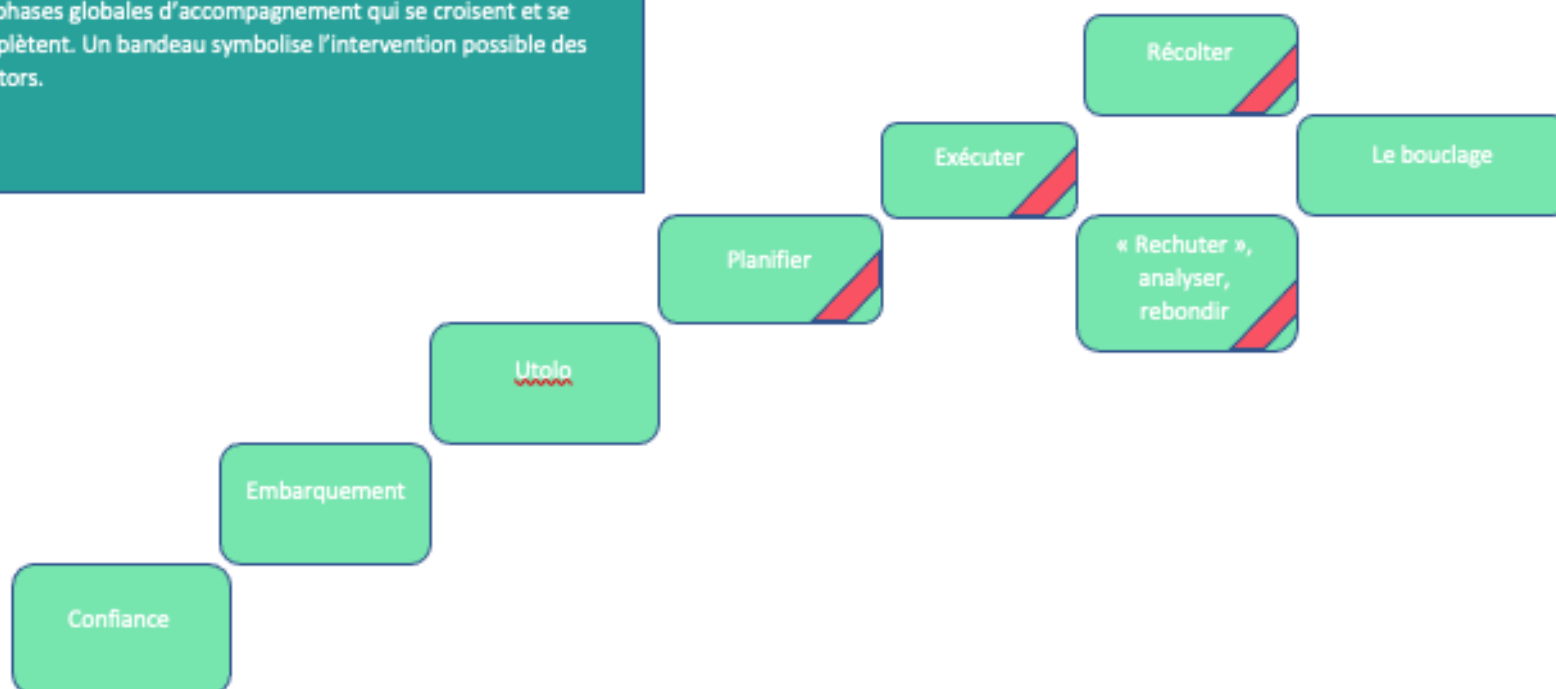 phases globales d'accompagnement qui se croisent et se
plètent. Un bandeau symbolise l'intervention possible des
tors.
Récolter
Exécuter
Le bouclage
Planifier
« Rechuter »,
analyser,
rebondir
Utolo
Embarquement
Confiance